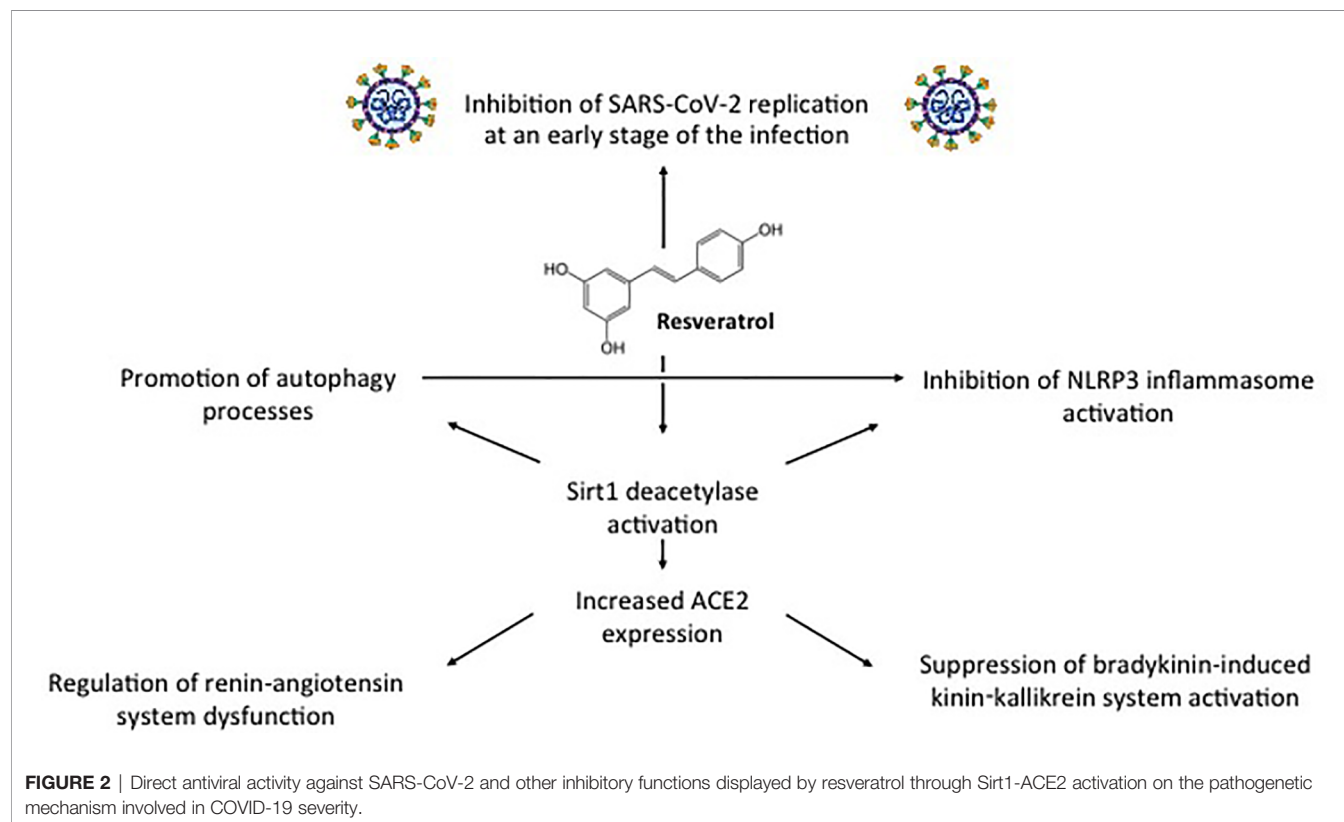 Inhibition of SARS-CoV-2 replication
at an early stage of the infection
OH
HO
Resveratrol
OH
Promotion of autophagy
processes
Inhibition of NLRP3 inflammasome
activation
Sirt1 deacetylase
activation
Increased ACE2
expression
Regulation of renin-angiotensin
system dysfunction
Suppression of bradykinin-induced
kinin-kallikrein system activation
FIGURE 2 | Direct antiviral activity against SARS-CoV-2 and other inhibitory functions displayed by resveratrol through Sirt1-ACE2 activation on the pathogenetic
mechanism involved in COVID-19 severity.